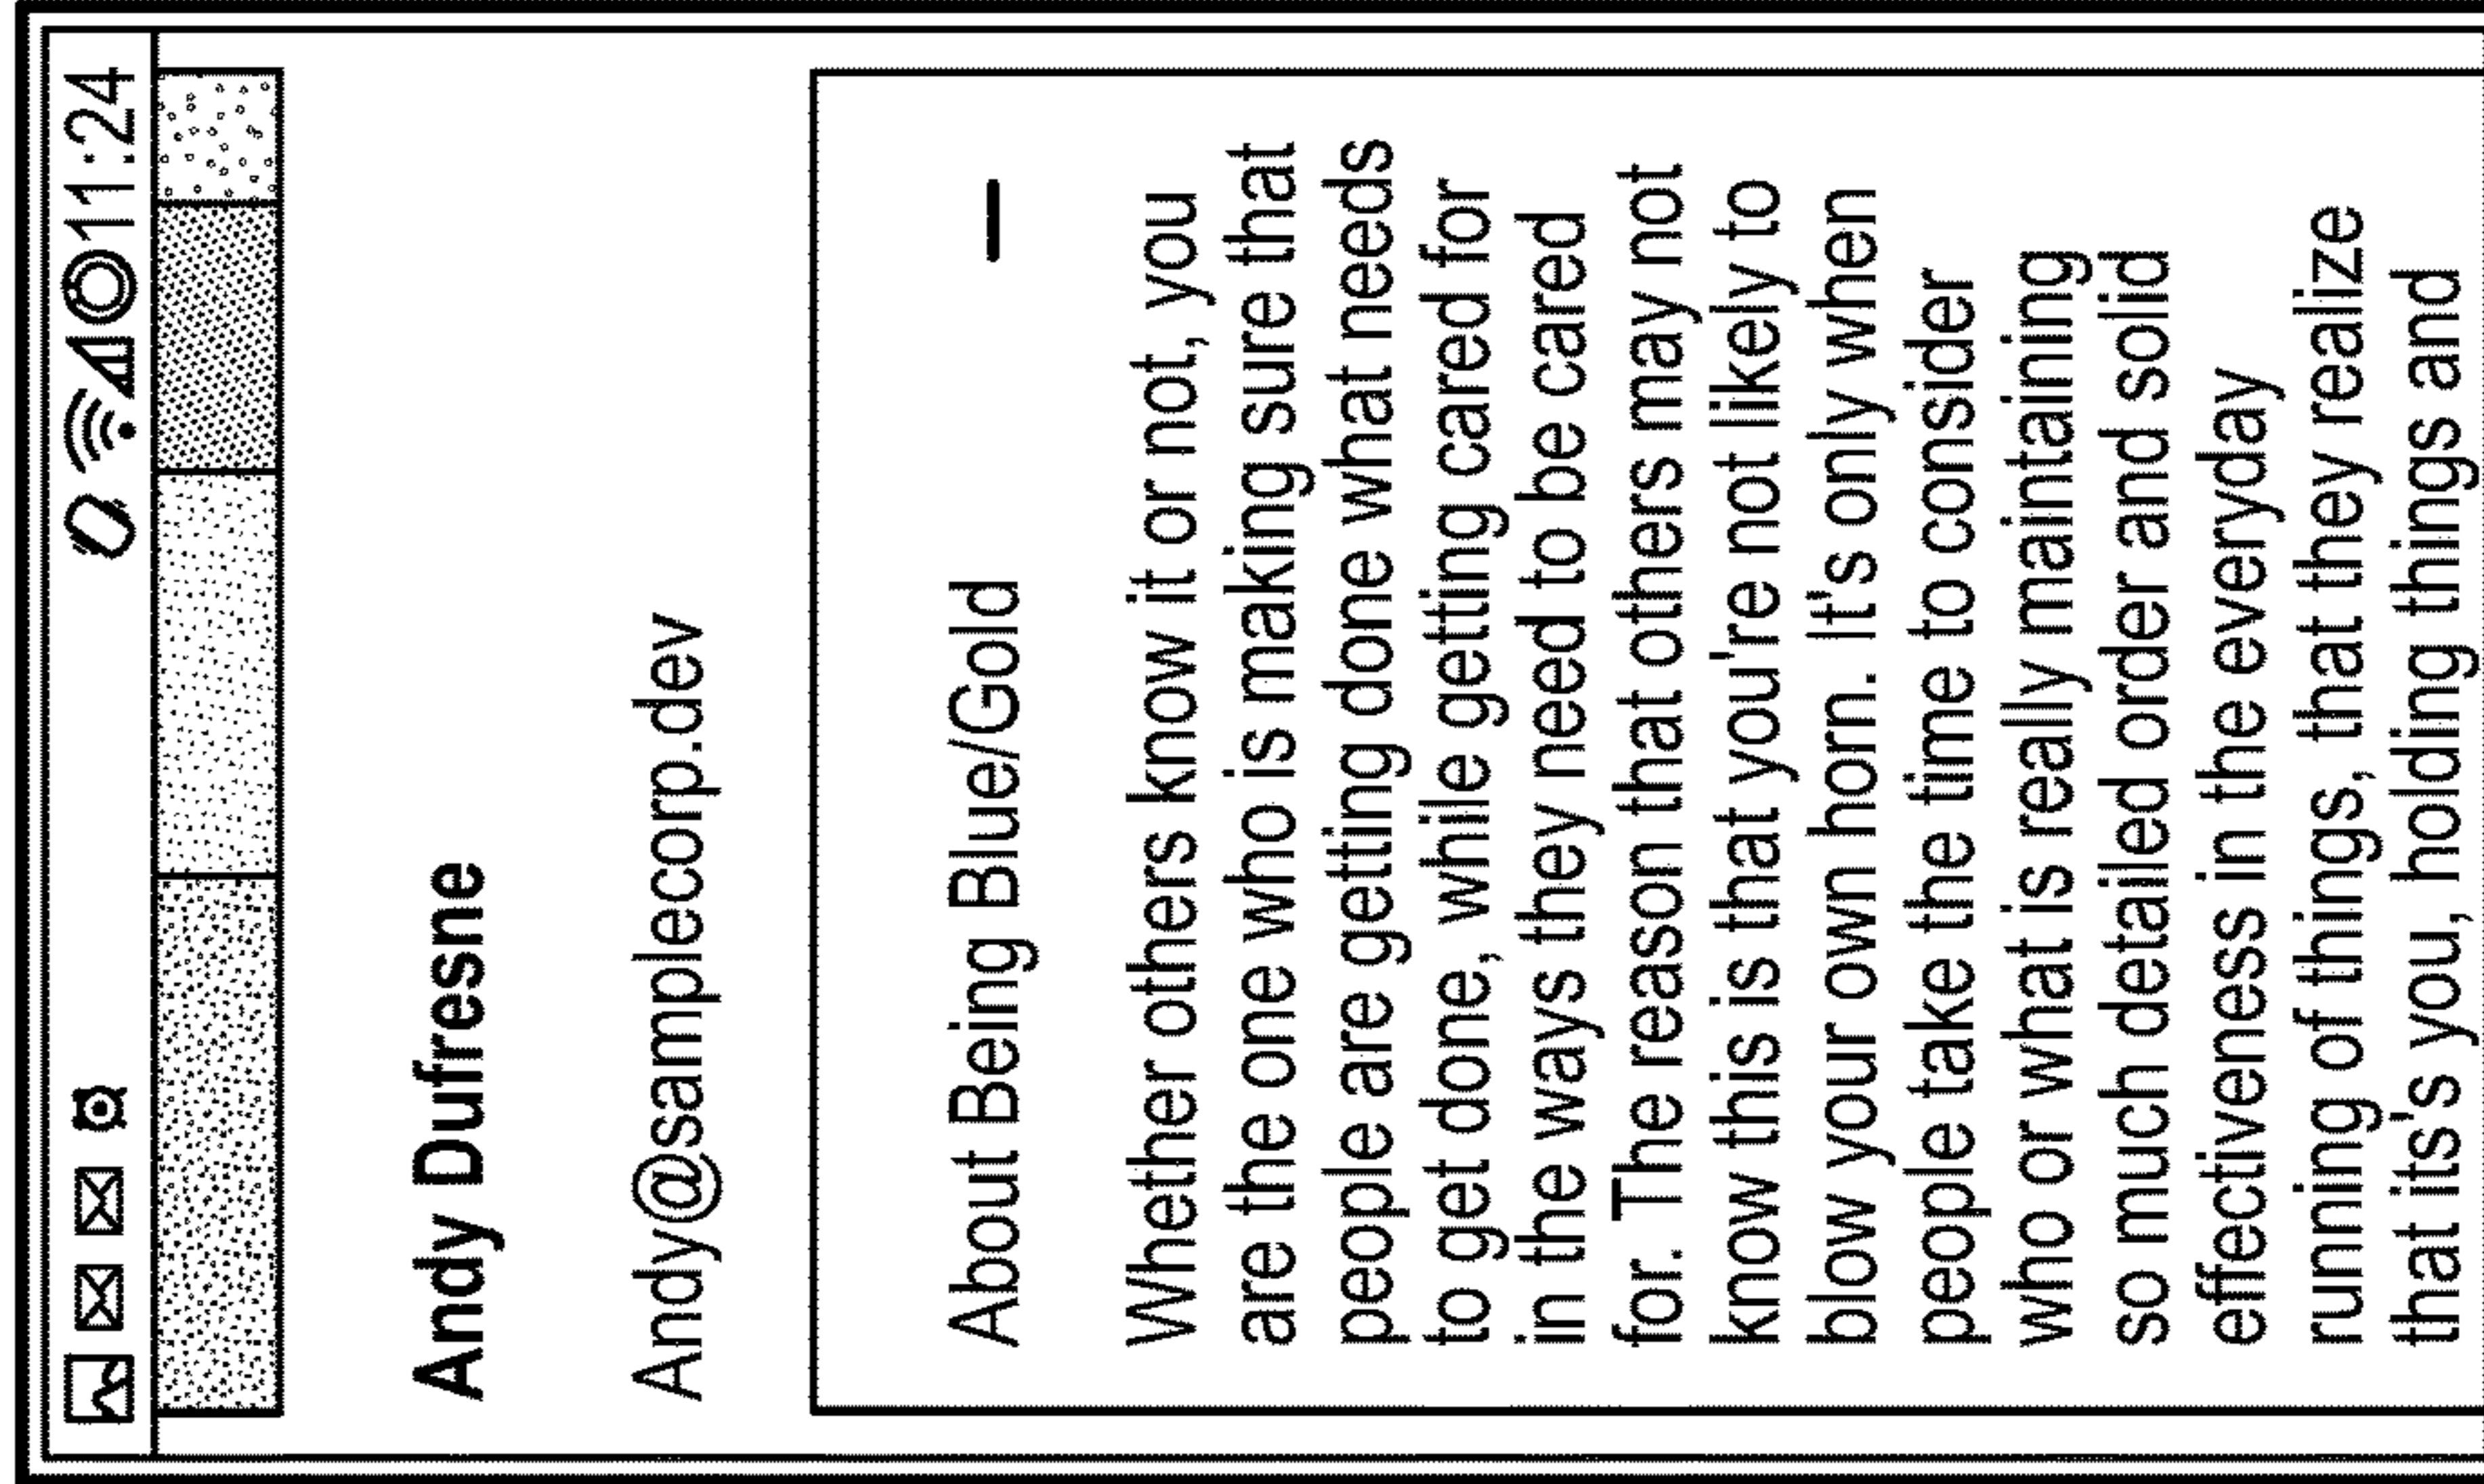 11:24
Andy Dufresne
Andy@samplecorp.dev
About Being Blue/Gold
Whether others know it or not, you
are the one who is making sure that
people are getting done what needs
to get done, while getting cared for
in the ways they need to be cared
for. The reason that others may not
know this is that you're not likely to
blow your own horn. It's only when
people take the time to consider
who or what is really maintaining
so much detailed order and solid
effectiveness in the everyday
running of things, that they realize
that its's you, holding things and